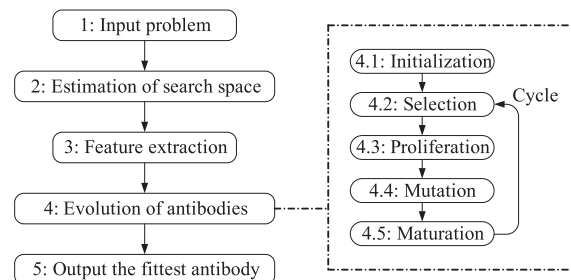 1: Input problem
2: Estimation of search space
3: Feature extraction
4: Evolution of antibodies
5: Output the fittest antibody
4.1: Initialization
4.2: Selection
4.3: Proliferation
4.4: Mutation
4.5: Maturation
Cycle